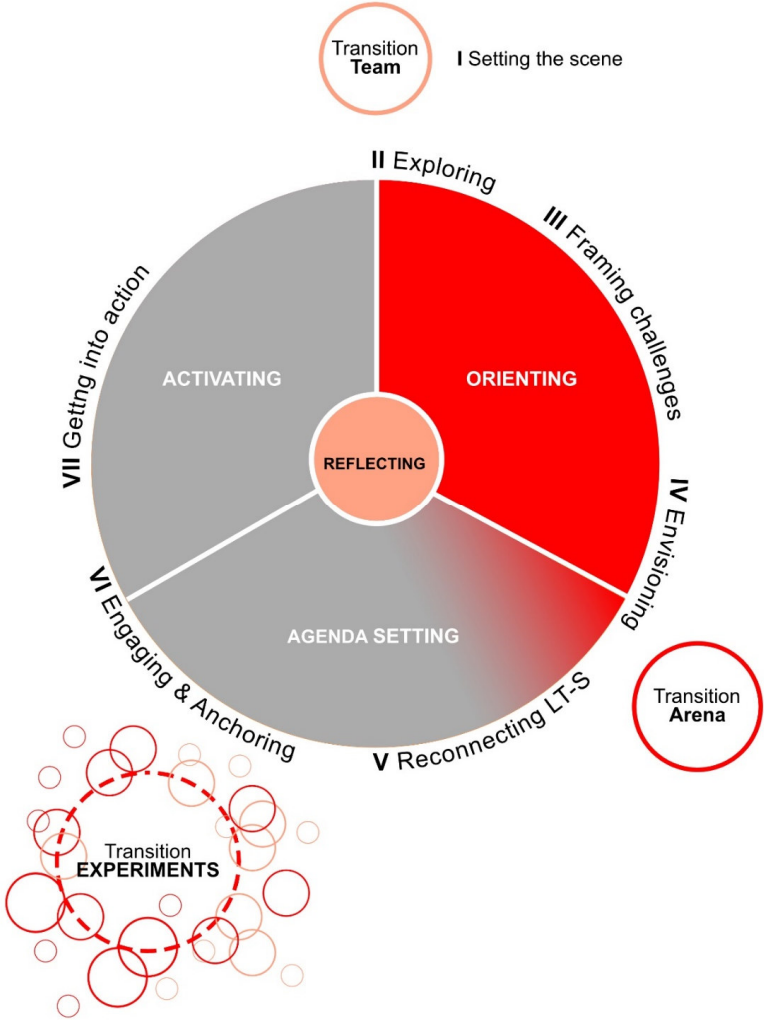 Transition
Team
I Setting the scene
II Exploring
III Framing challenges
VII Gettng into action
ACTIVATING
ORIENTING
REFLECTING
IV Envisioning
VI Engaging & Anchoring
AGENDA SETTING
V Reconnecting LT-S
Transition
Arena
Transition
EXPERIMENTS